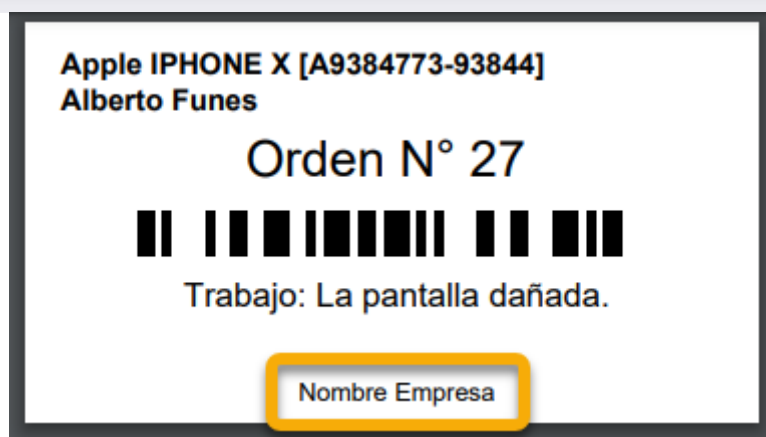 Apple IPHONE X [A9384773-93844]
Alberto Funes
Orden N° 27
Trabajo: La pantalla dañada.
Nombre Empresa